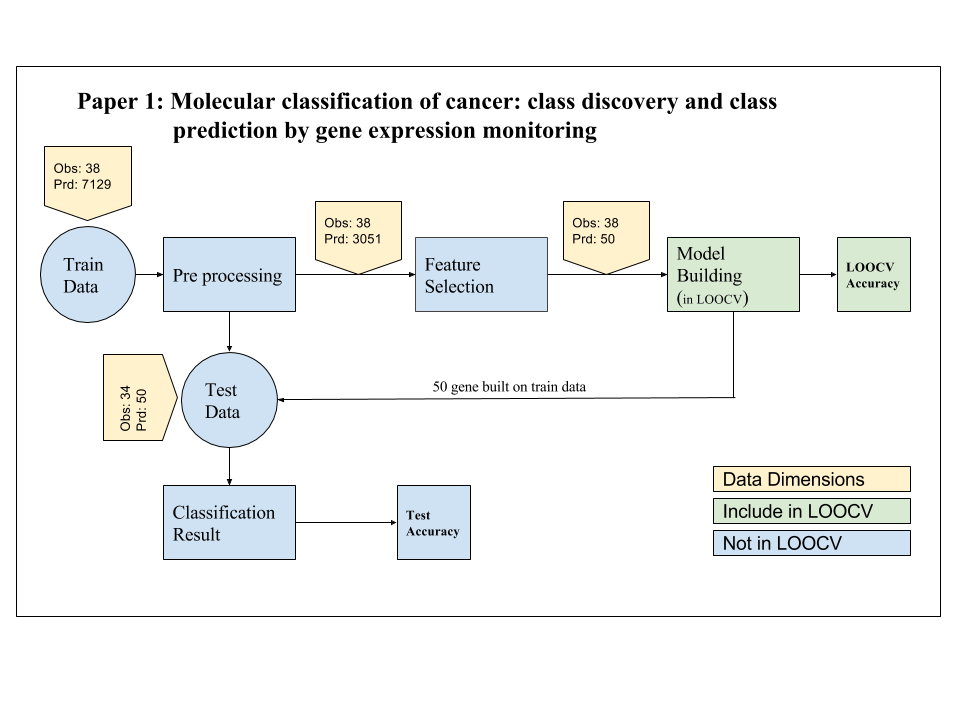 Paper 1: Molecular classification of cancer: class discovery and class
prediction by gene expression monitoring
Obs: 38
Prd: 7129
Obs: 38
Prd: 3051
Obs: 38
Prd: 50
Train
Data
Pre processing
Feature
Selection
Model
Building
(in LOOCV)
LOOCV
Accuracy
Obs: 34
Prd: 50
Test
Data
50 gene built on train data
Classification
Result
Test
Accuracy
Data Dimensions
Include in LOOCV
Not in LOOCV